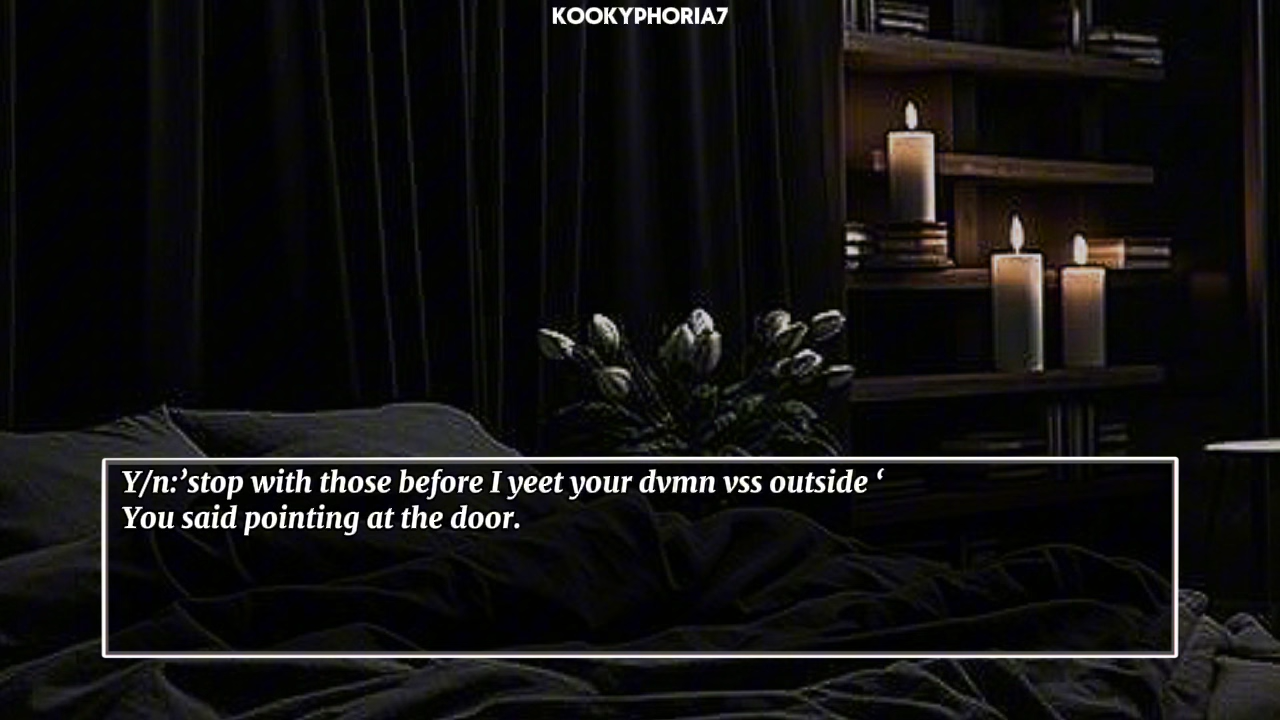 KOOKYPHORIA7
Y/n:’stop with those before I yeet your dvmn vss outside ‘
You said pointing at the door.